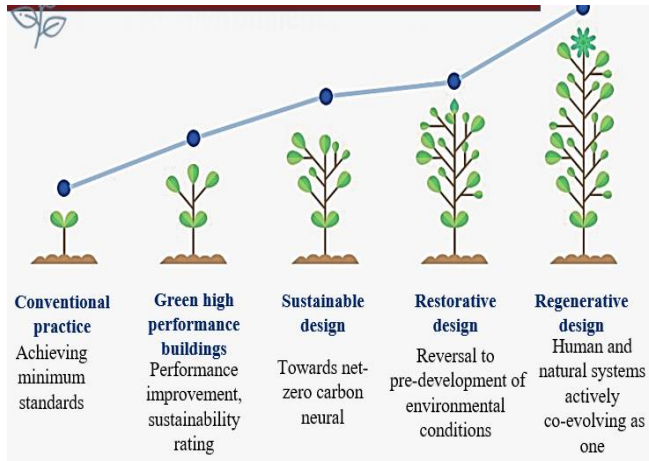 Conventional
practice
Achieving
minimum
standards
Green high
performance
buildings
Performance
improvement,
sustainability
rating
Sustainable
design
Towards net-
zero carbon
neural
Restorative
design
Reversal to
pre-development of
environmental
conditions
Regenerative
design
Human and
natural systems
actively
co-evolving as
one